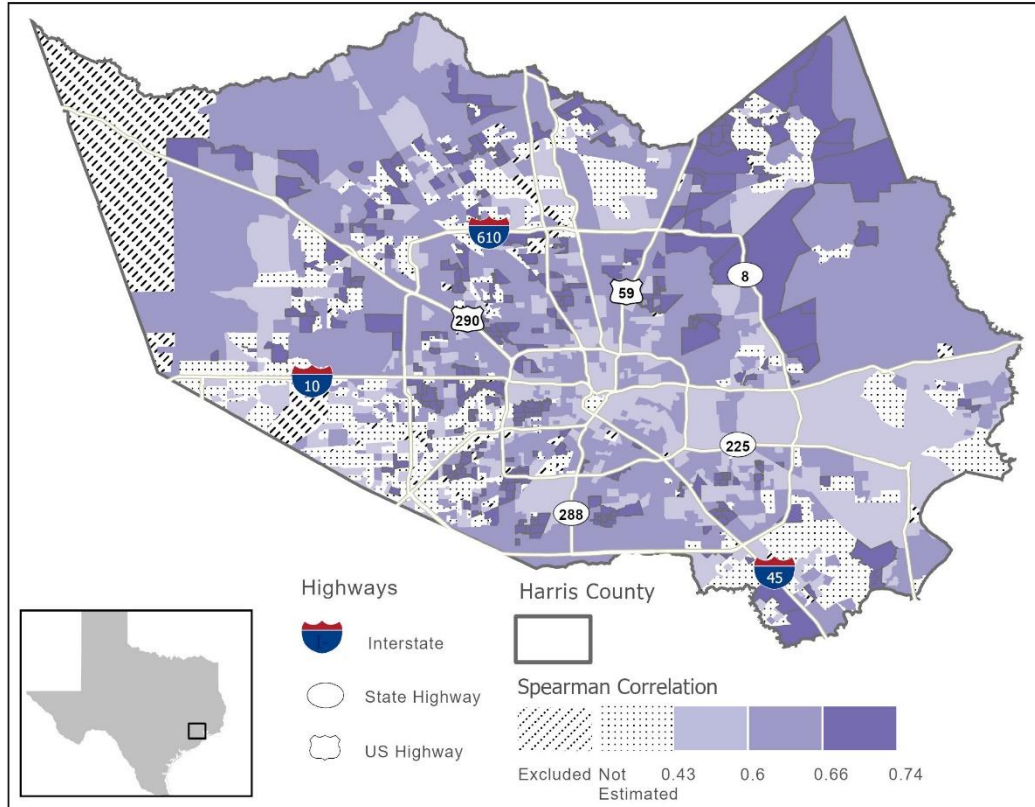 610
8
59
290
10
225
288
45
Highways
Interstate
State Highway
US Highway
Harris County
Spearman Correlation
Excluded Not Estimated 0.43 0.6 0.66 0.74